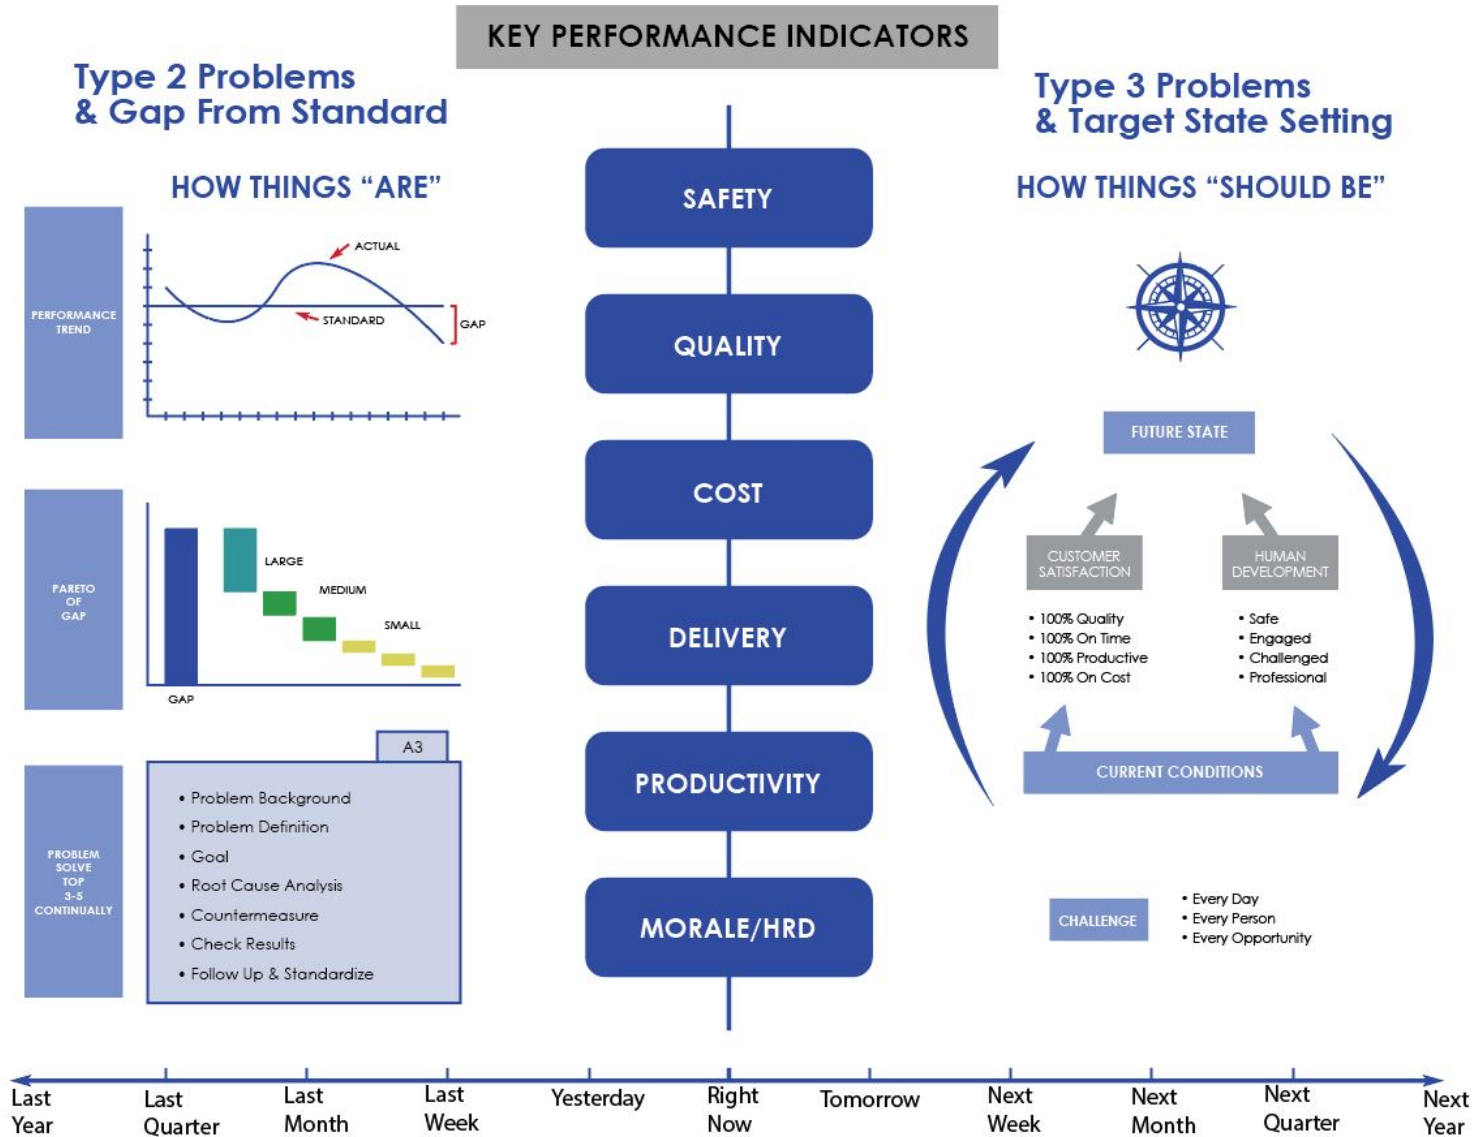 KEY PERFORMANCE INDICATORS
Type 2 Problems
& Gap From Standard
HOW THINGS “ARE”
PERFORMANCE
TREND
ACTUAL
STANDARD
GAP
PARETO
OF
GAP
LARGE
MEDIUM
SMALL
GAP
PROBLEM
SOLVE
TOP
3-5
CONTINUALLY
A3
• Problem Background
• Problem Definition
• Goal
• Root Cause Analysis
• Countermeasure
• Check Results
• Follow Up & Standardize
SAFETY
QUALITY
COST
DELIVERY
PRODUCTIVITY
MORALE/HRD
Type 3 Problems
& Target State Setting
HOW THINGS “SHOULD BE”
FUTURE STATE
CUSTOMER
SATISFACTION
• 100% Quality
• 100% On Time
• 100% Productive
• 100% On Cost
HUMAN
DEVELOPMENT
• Safe
• Engaged
• Challenged
• Professional
CURRENT CONDITIONS
CHALLENGE
• Every Day
• Every Person
• Every Opportunity
Last
Year
Last
Quarter
Last
Month
Last
Week
Yesterday
Right
Now
Tomorrow
Next
Week
Next
Month
Next
Quarter
Next
Year